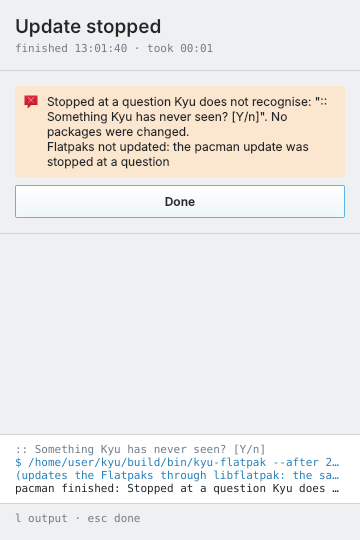 Update stopped
finished 13:01:40 · took 00:01
Stopped at a question Kyu does not recognise: "::
Something Kyu has never seen? [Y/n]". No
packages were changed.
Flatpaks not updated: the pacman update was
stopped at a question
Done
:: Something Kyu has never seen? [Y/n]
$ /home/user/kyu/build/bin/kyu-flatpak --after 2…
(updates the Flatpaks through libflatpak: the sa…
pacman finished: Stopped at a question Kyu does …
l output · esc done